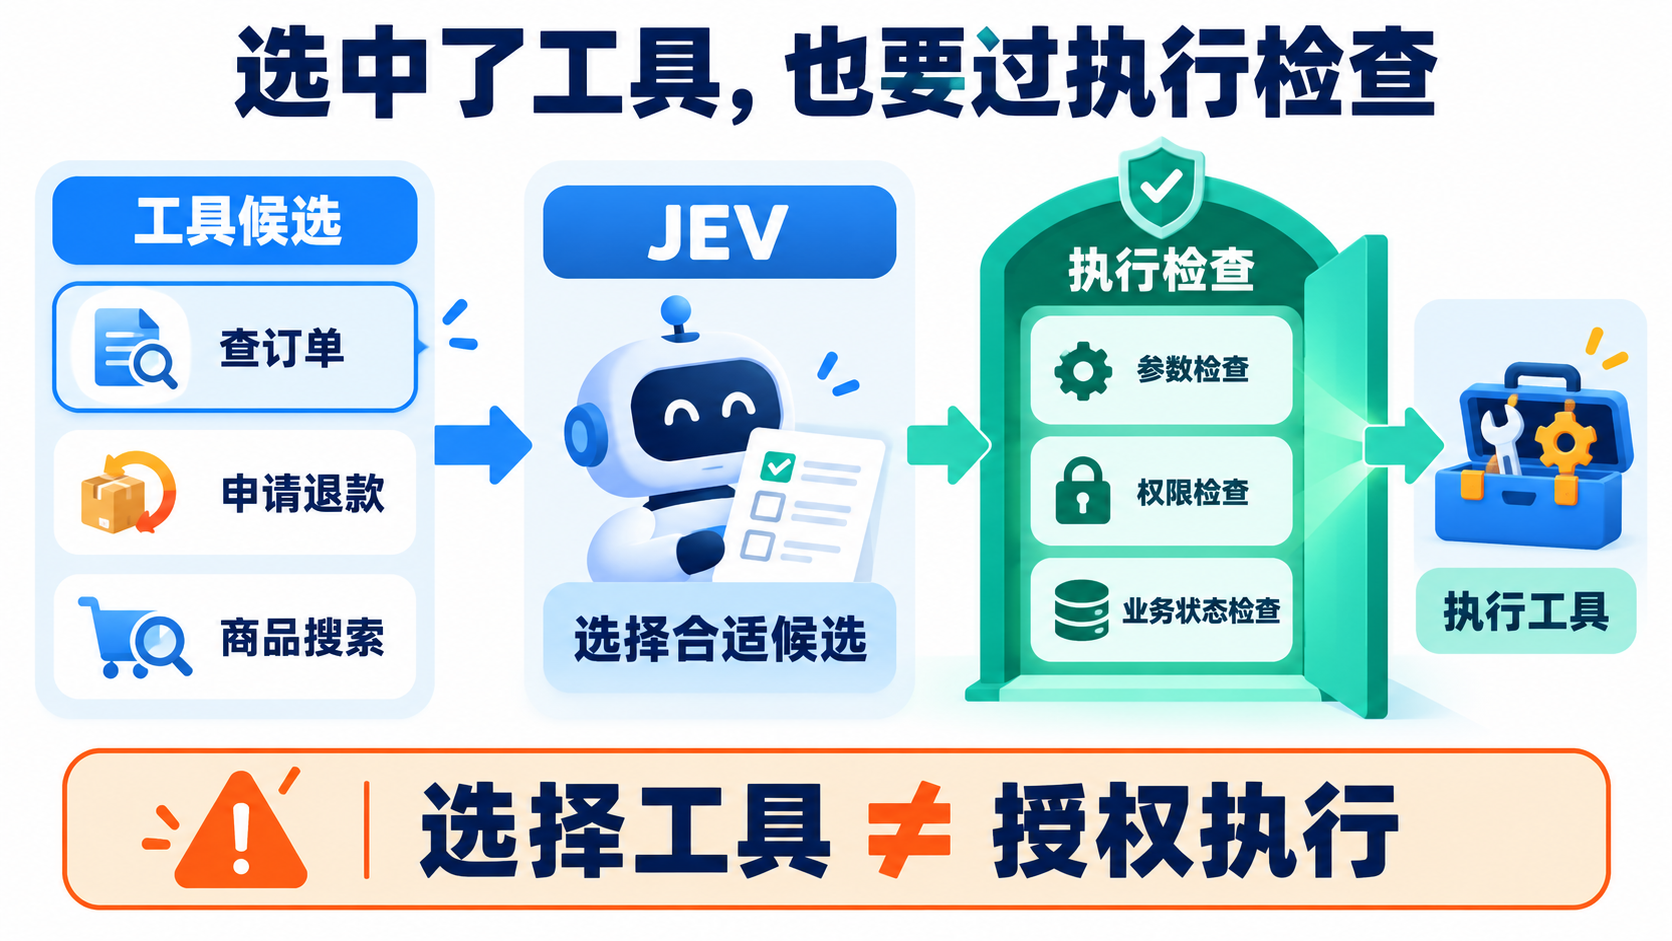 选中了工具，也要过执行检查
工具候选
查订单
申请退款
商品搜索
JEV
选择合适候选
执行检查
参数检查
权限检查
业务状态检查
执行工具
选择工具 ≠ 授权执行